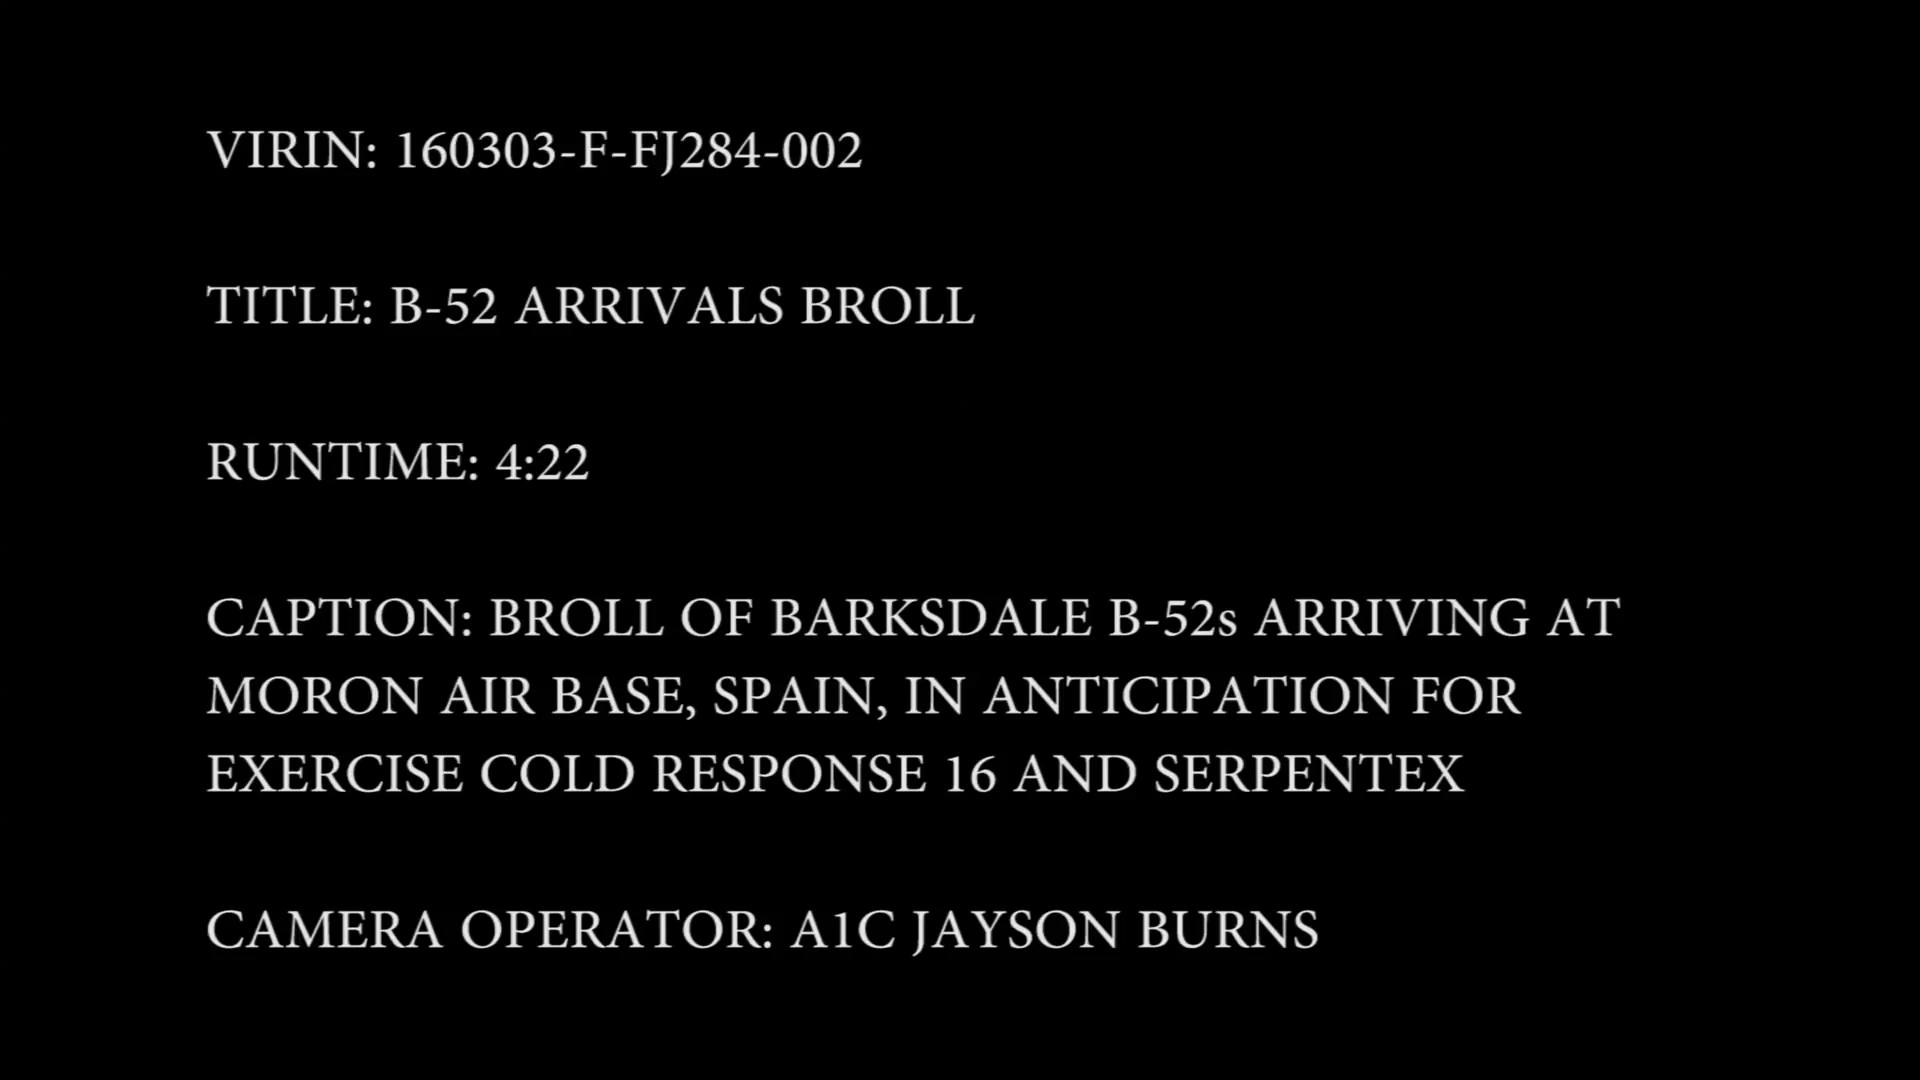 VIRIN: 160303-F-FJ284-002
TITLE: B-52 ARRIVALS BROLL
RUNTIME: 4:22
CAPTION: BROLL OF BARKSDALE B-52s ARRIVING AT
MORON AIR BASE, SPAIN, IN ANTICIPATION FOR
EXERCISE COLD RESPONSE 16 AND SERPENTEX
CAMERA OPERATOR: A1C JAYSON BURNS